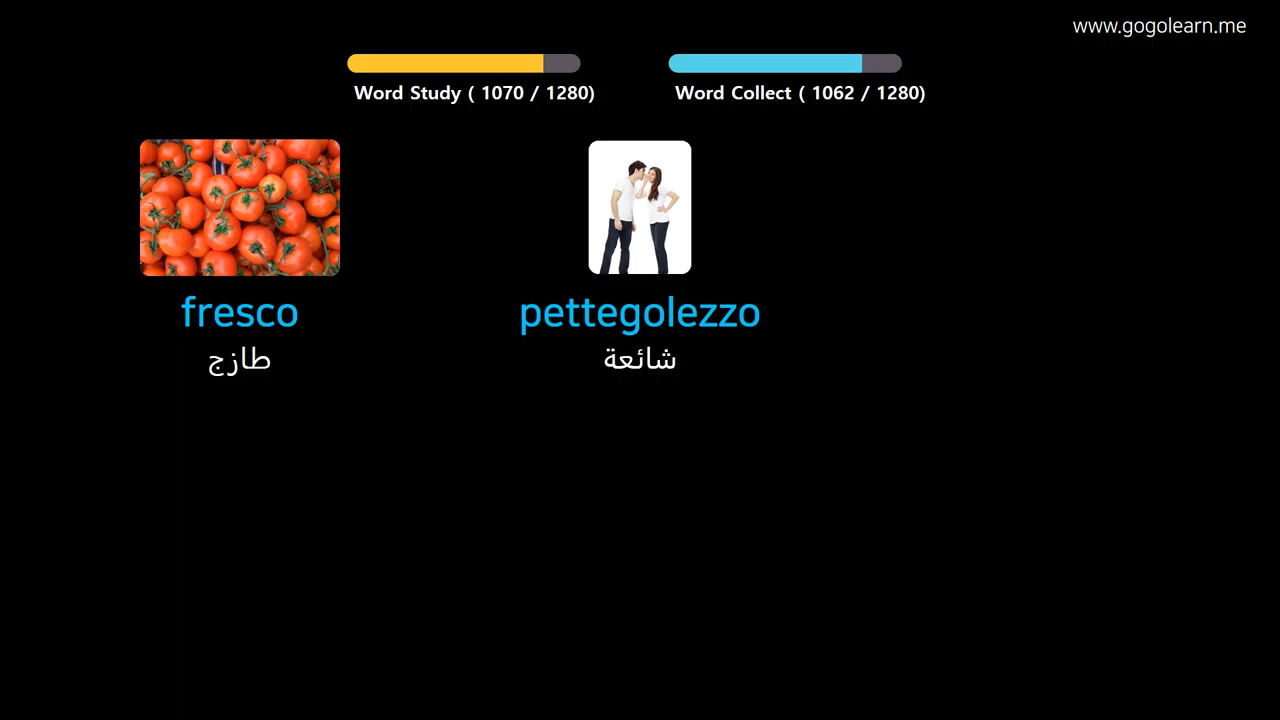 www.gogolearn.me
Word Study ( 1070 / 1280)
Word Collect ( 1062 / 1280)
fresco
طازج
pettegolezzo
شائعة